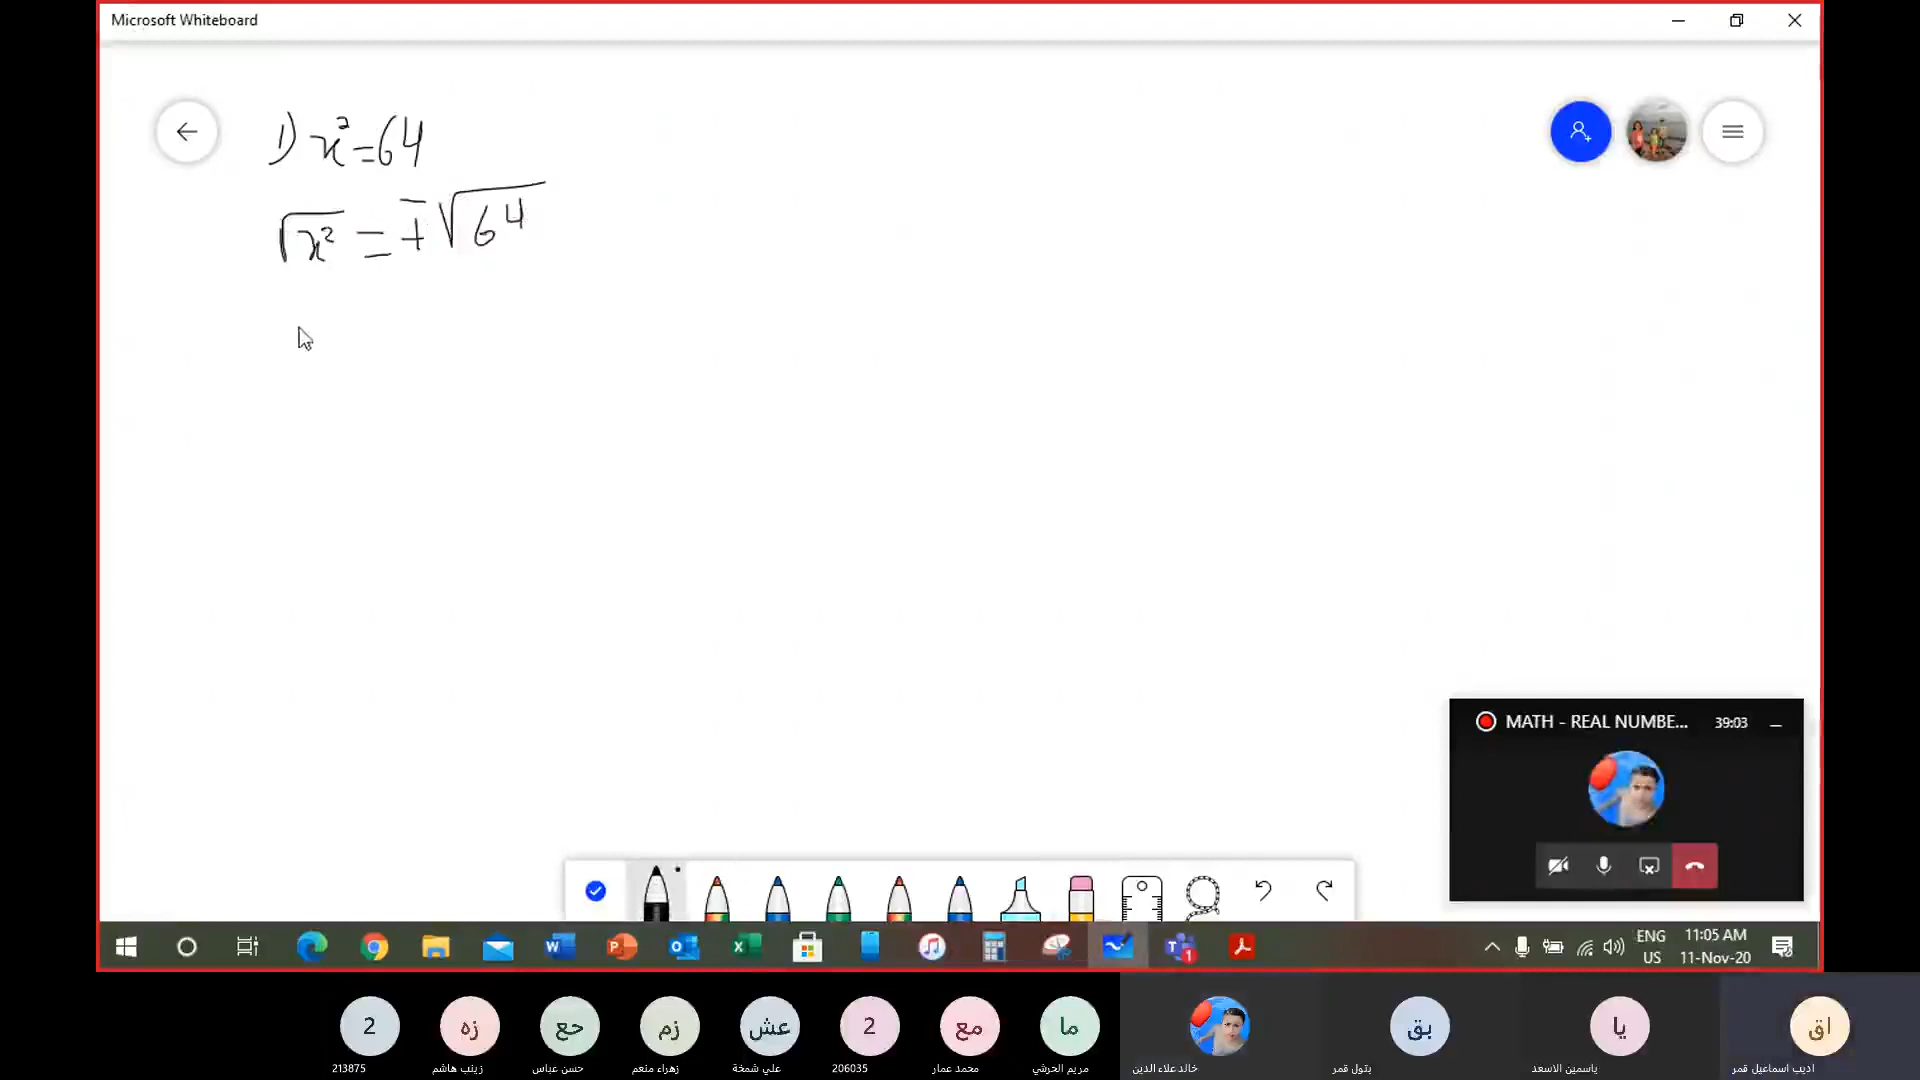 Microsoft Whiteboard
1) x²=64
√x² = ∓√64
MATH - REAL NUMBE... 39:03
ENG
US
11:05 AM
11-Nov-20
2
زه
حع
زم
عش
2
مع
ما
بق
يا
اق
213875
زينب هاشم
حسن عباس
زهراء منعم
علي شمخة
206035
محمد عمار
مريم الحرشي
خالد علاء الدين
بتول قمر
ياسمين الاسعد
اديب اسماعيل قمر